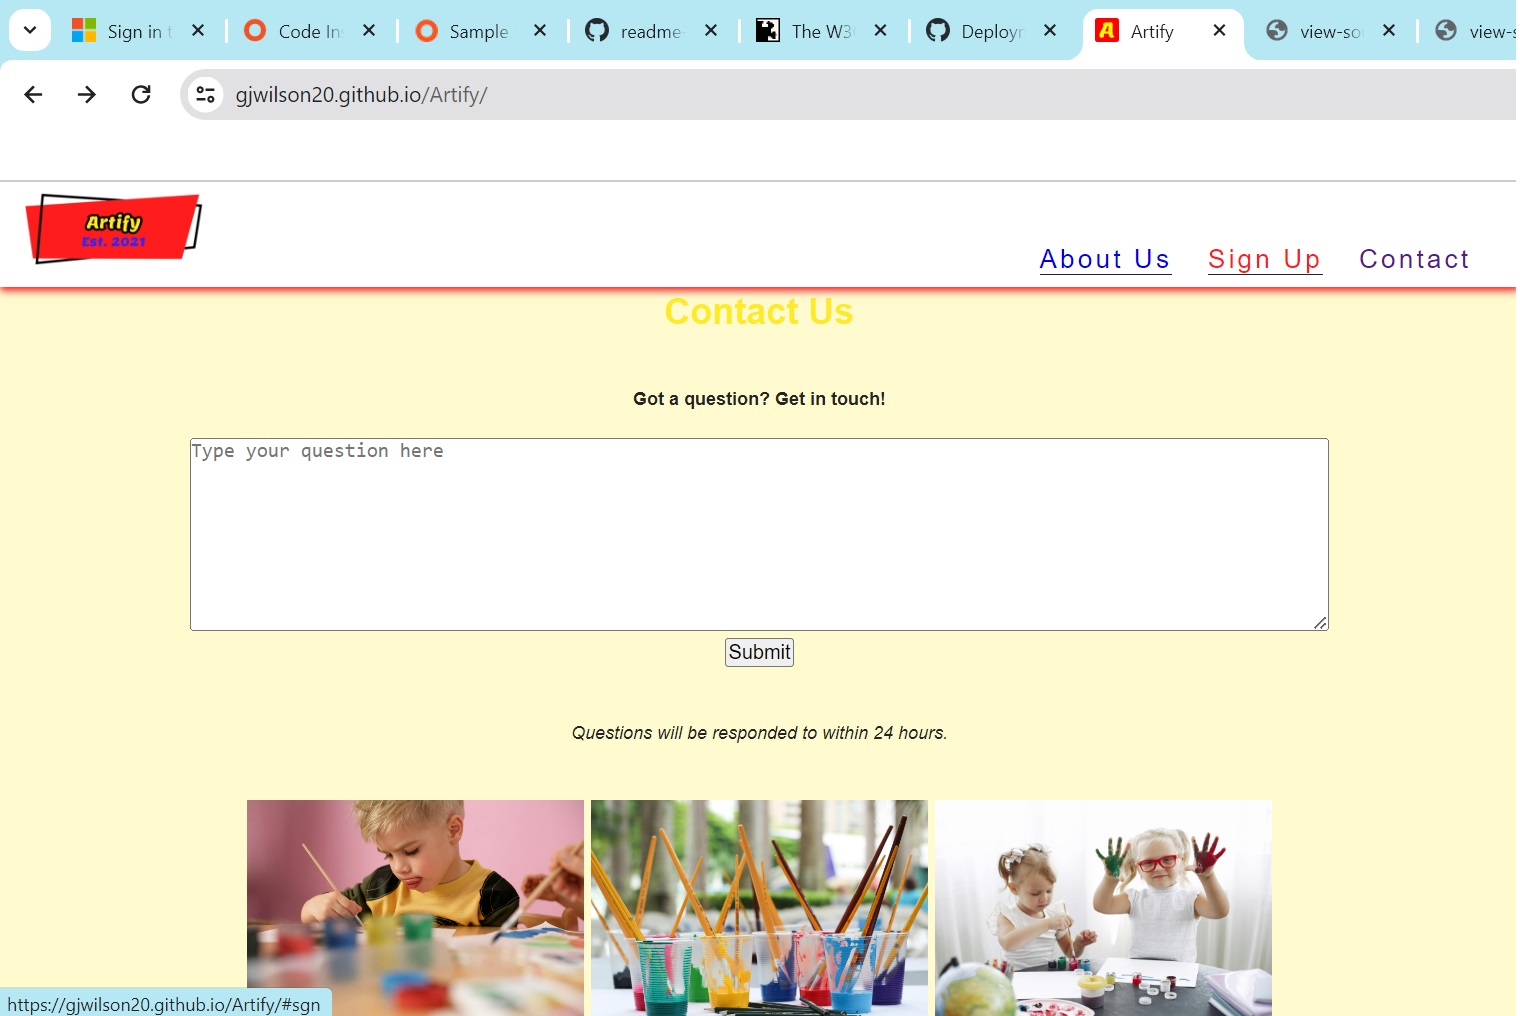 Sign in t
Code In
Sample
readme-
The W3
Deployr
Artify
view-so
view-s
gjwilson20.github.io/Artify/
Artify
Est. 2021
About Us
Sign Up
Contact
Contact Us
Got a question? Get in touch!
Type your question here
Submit
Questions will be responded to within 24 hours.
https://gjwilson20.github.io/Artify/#sgn